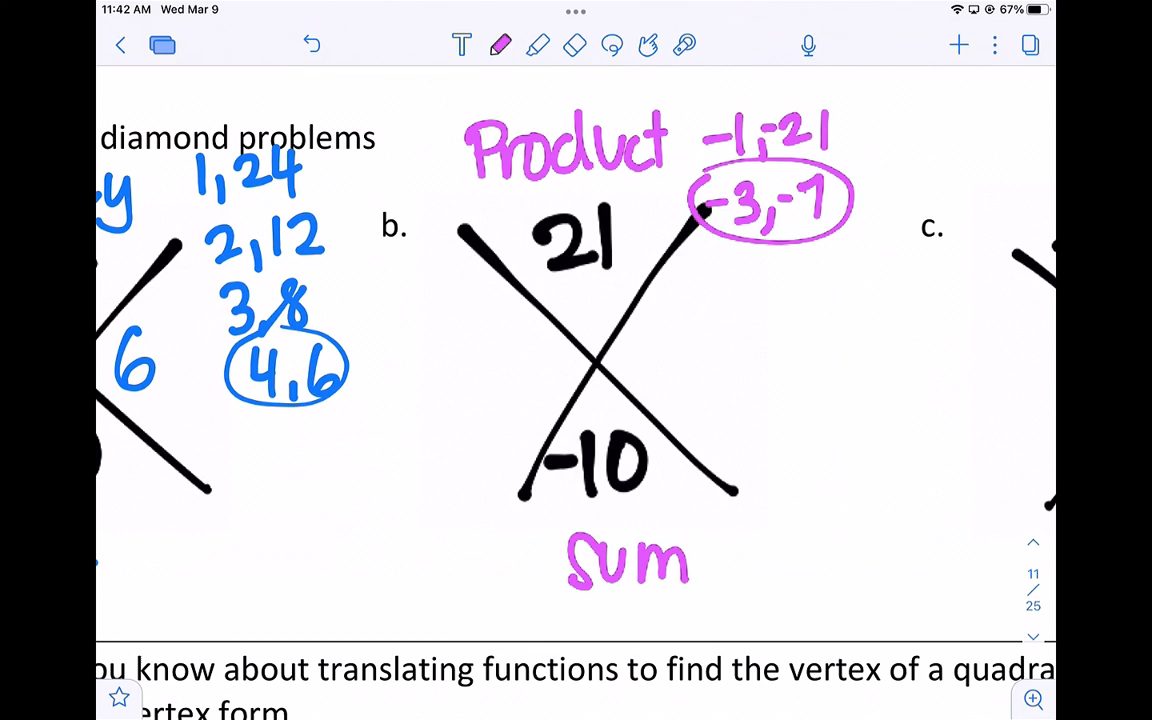 11:42 AM Wed Mar 9
67%
T
diamond problems
Product
-1,-21
-3,-7
y
1,24
2,12
3,8
4,6
6
b.
21
-10
Sum
c.
11
/
25
ou know about translating functions to find the vertex of a quadra
ertex form